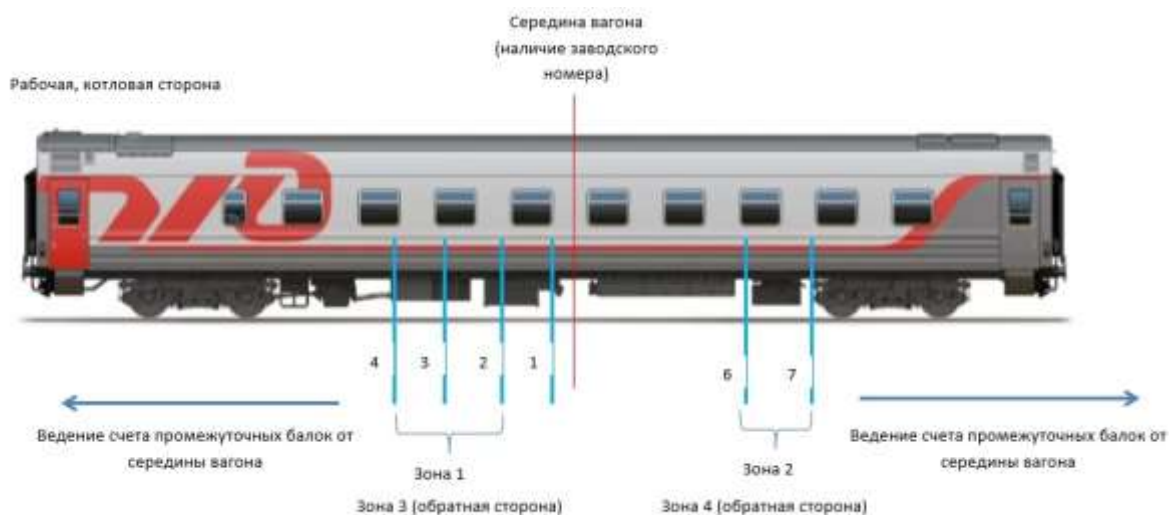 Середина вагона
(наличие заводского
номера)
Рабочая, котловая сторона
4
3
2
1
6
7
Ведение счета промежуточных балок от
середины вагона
Ведение счета промежуточных балок от
середины вагона
Зона 1
Зона 2
Зона 3 (обратная сторона)
Зона 4 (обратная сторона)